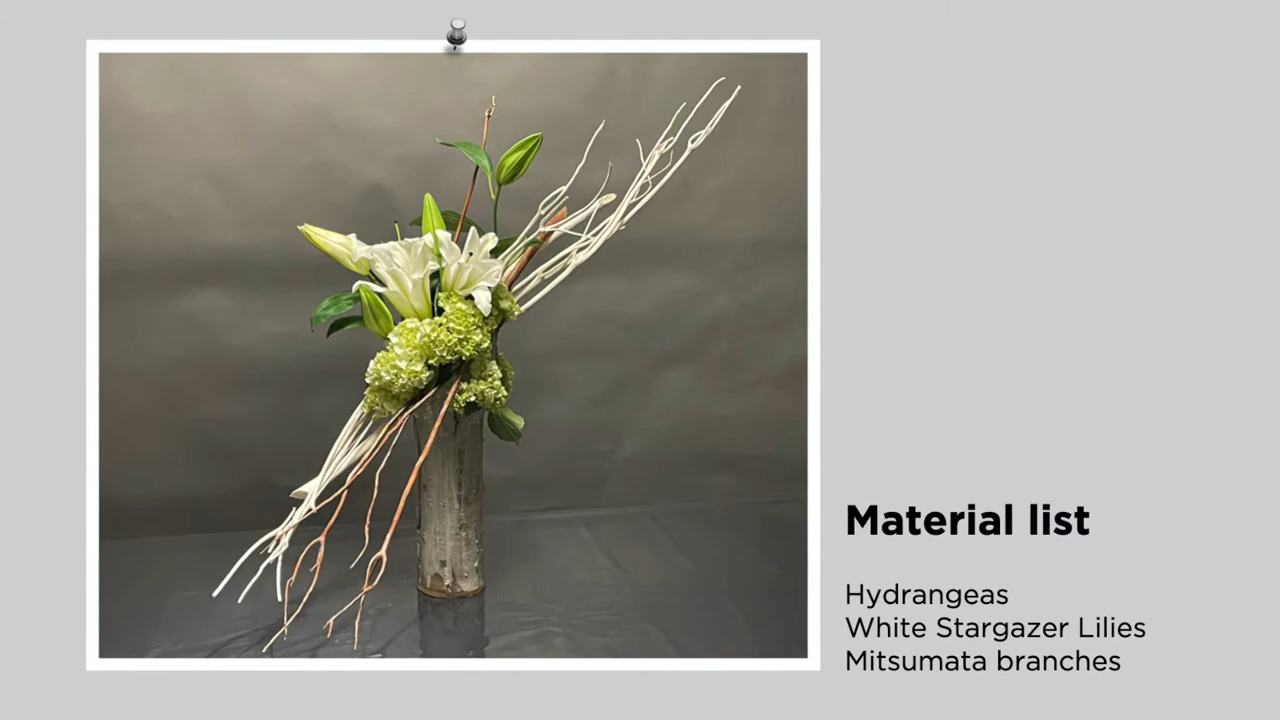 Material list
Hydrangeas
White Stargazer Lilies
Mitsumata branches